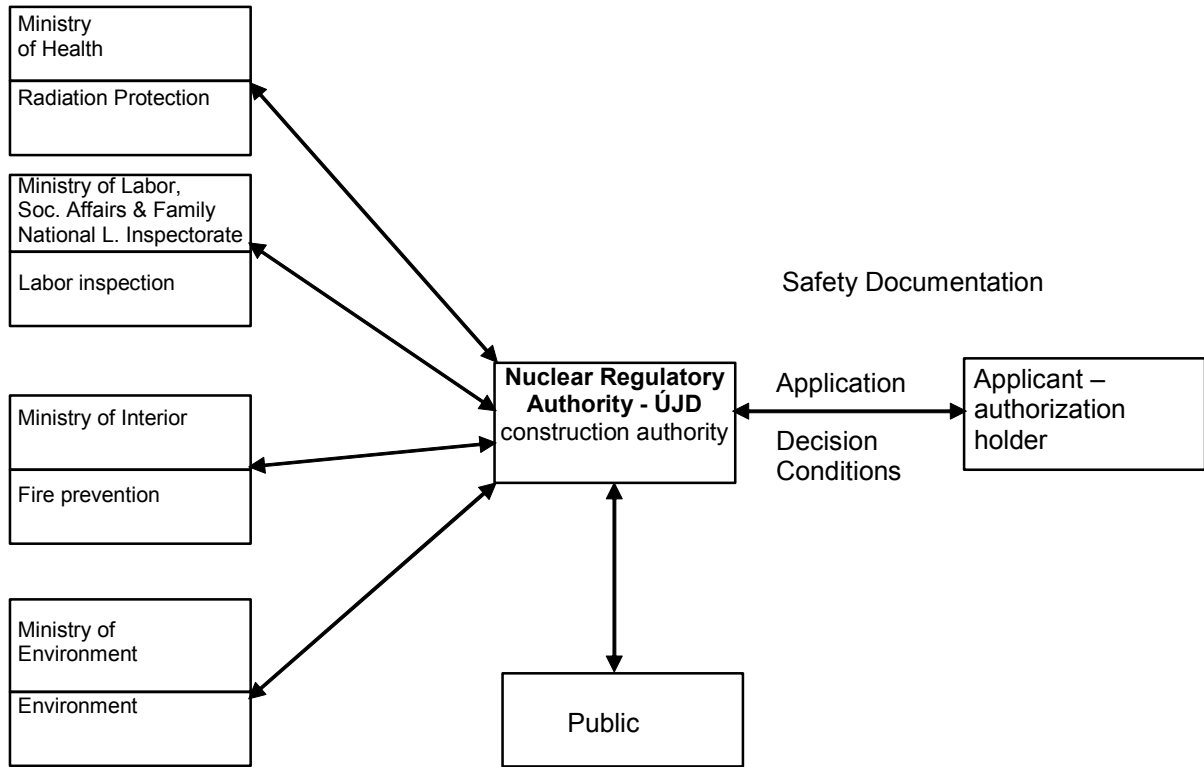 Ministry
of Health
Radiation Protection
Ministry of Labor,
Soc. Affairs & Family
National L. Inspectorate
Labor inspection
Ministry of Interior
Fire prevention
Ministry of
Environment
Environment
Nuclear Regulatory
Authority - ÚJD
construction authority
Public
Safety Documentation
Application
Decision
Conditions
Applicant –
authorization
holder